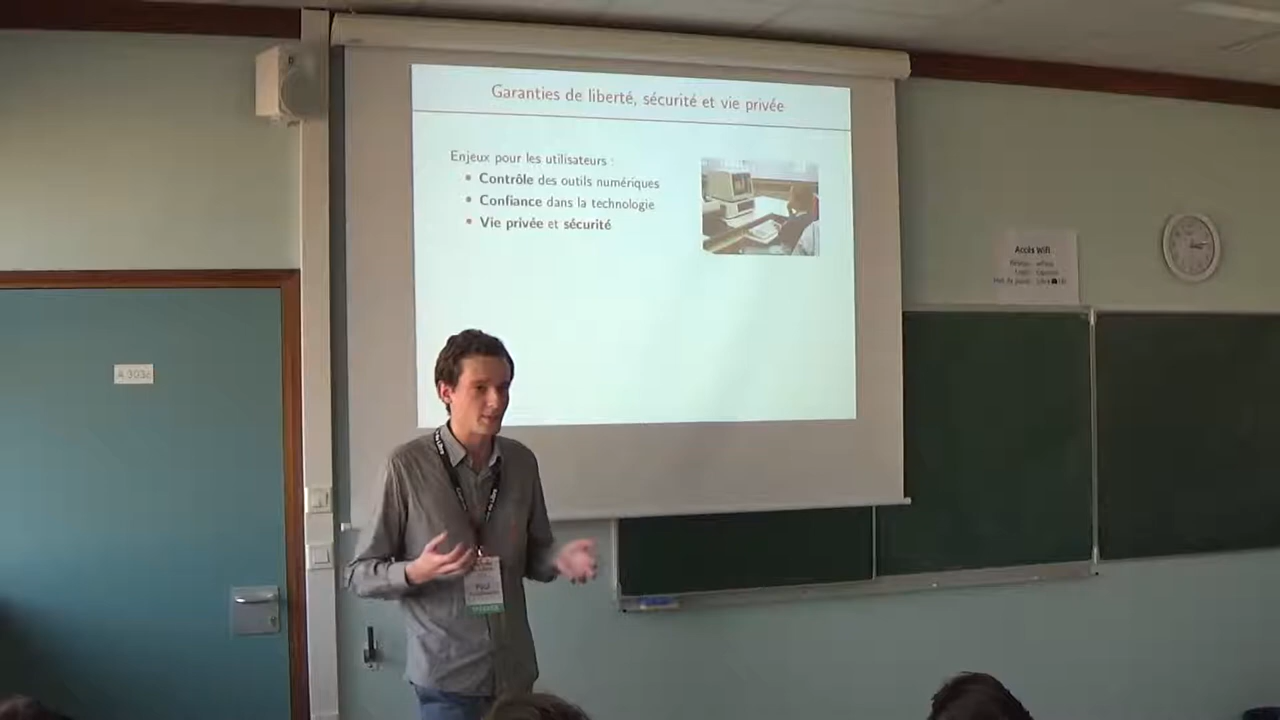 Garanties de liberté, sécurité et vie privée
Enjeux pour les utilisateurs :
• Contrôle des outils numériques
• Confiance dans la technologie
• Vie privée et sécurité
Accès Wifi
A 303c